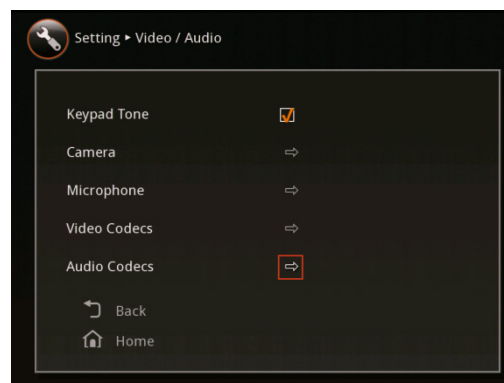 Setting ▸ Video / Audio
Keypad Tone
Camera
Microphone
Video Codecs
Audio Codecs
Back
Home